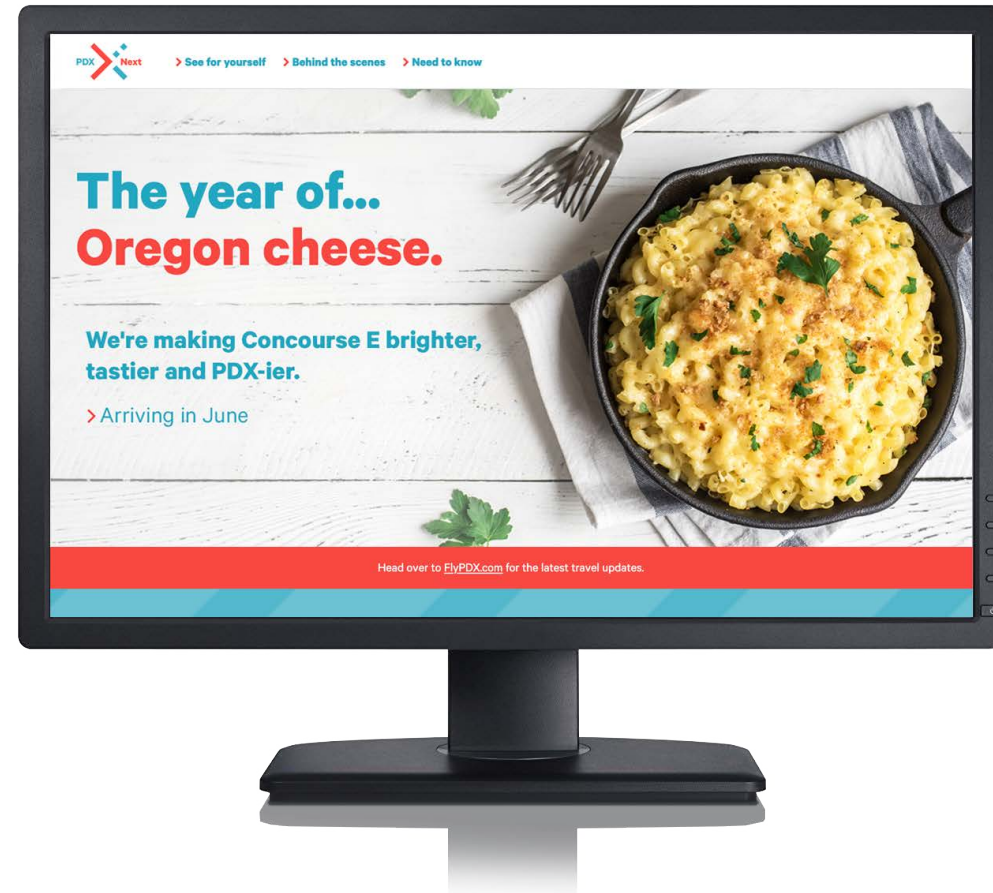 PDX Next
> See for yourself > Behind the scenes > Need to know
The year of...
Oregon cheese.
We're making Concourse E brighter,
tastier and PDX-ier.
> Arriving in June
Head over to FlyPDX.com for the latest travel updates.